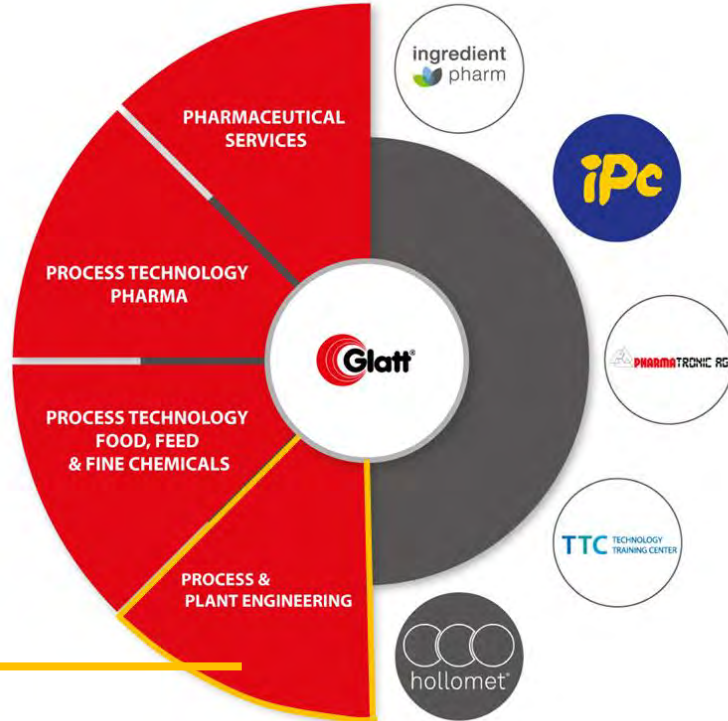 PHARMACEUTICAL
SERVICES
PROCESS TECHNOLOGY
PHARMA
PROCESS TECHNOLOGY
FOOD, FEED
& FINE CHEMICALS
PROCESS &
PLANT ENGINEERING
Glatt®
ingredient
pharm
iPc
PHARMATRONIC AG
TTC TECHNOLOGY
TRAINING CENTER
hollomet®